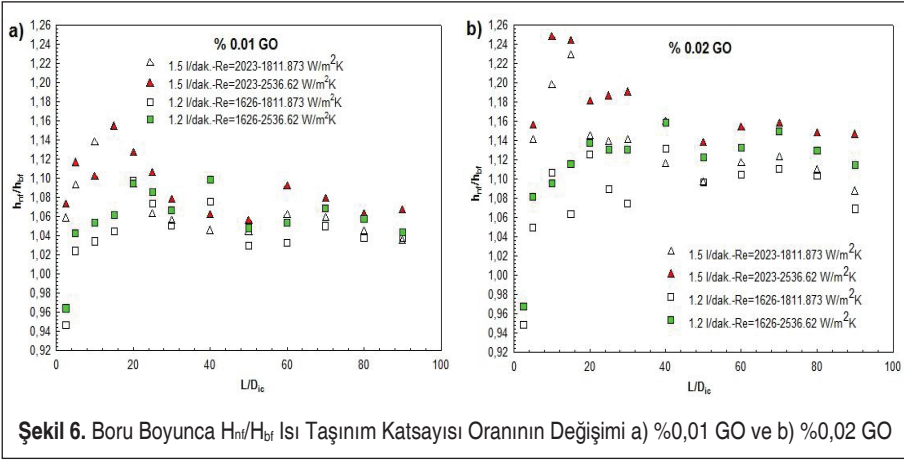 a)
% 0.01 GO
1.5 l/dak.-Re=2023-1811.873 W/m²K
1.5 l/dak.-Re=2023-2536.62 W/m²K
1.2 l/dak.-Re=1626-1811.873 W/m²K
1.2 l/dak.-Re=1626-2536.62 W/m²K
hnf/hbf
1,26
1,24
1,22
1,20
1,18
1,16
1,14
1,12
1,10
1,08
1,06
1,04
1,02
1,00
0,98
0,96
0,94
0,92
0 20 40 60 80 100
L/Dic
b)
% 0.02 GO
hnf/hbf
1,26
1,24
1,22
1,20
1,18
1,16
1,14
1,12
1,10
1,08
1,06
1,04
1,02
1,00
0,98
0,96
0,94
0,92
1.5 l/dak.-Re=2023-1811.873 W/m²K
1.5 l/dak.-Re=2023-2536.62 W/m²K
1.2 l/dak.-Re=1626-1811.873 W/m²K
1.2 l/dak.-Re=1626-2536.62 W/m²K
0 20 40 60 80 100
L/Dic
Şekil 6. Boru Boyunca Hnf/Hbf Isı Taşınım Katsayısı Oranının Değişimi a) %0,01 GO ve b) %0,02 GO